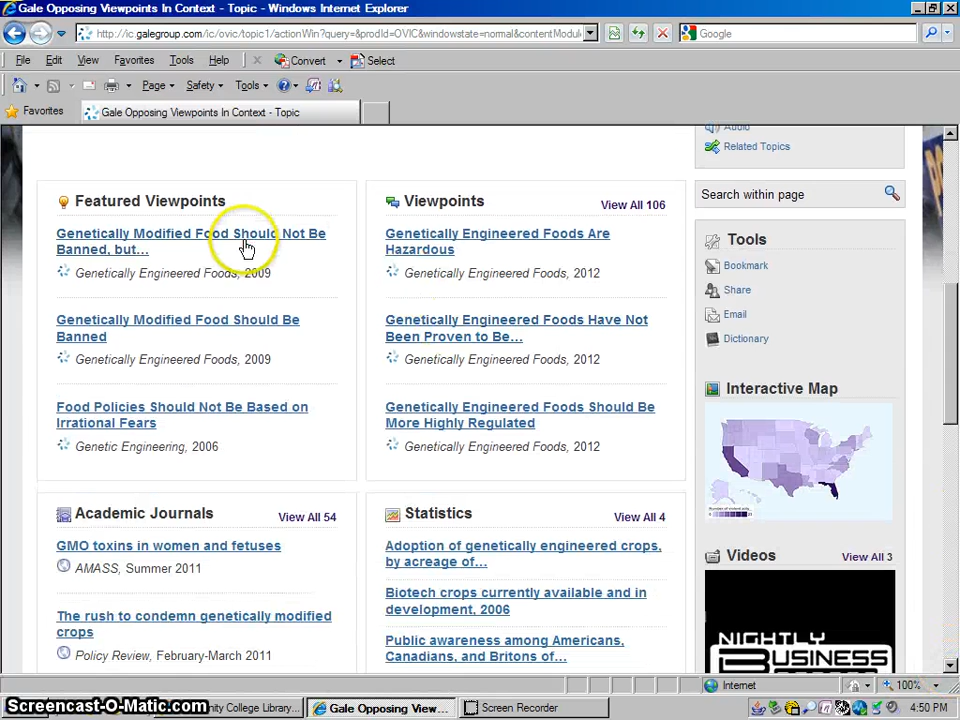 Gale Opposing Viewpoints In Context - Topic - Windows Internet Explorer
http://ic.galegroup.com/ic/ovic/topic1/actionWin?query=&prodId=OVIC&windowstate=normal&contentModul
Google
File Edit View Favorites Tools Help
Convert
Select
Page Safety Tools
Favorites
Gale Opposing Viewpoints In Context - Topic
Audio
Related Topics
Featured Viewpoints
Genetically Modified Food Should Not Be
Banned, but...
Genetically Engineered Foods, 2009
Genetically Modified Food Should Be
Banned
Genetically Engineered Foods, 2009
Food Policies Should Not Be Based on
Irrational Fears
Genetic Engineering, 2006
Viewpoints
View All 106
Genetically Engineered Foods Are
Hazardous
Genetically Engineered Foods, 2012
Genetically Engineered Foods Have Not
Been Proven to Be...
Genetically Engineered Foods, 2012
Genetically Engineered Foods Should Be
More Highly Regulated
Genetically Engineered Foods, 2012
Search within page
Tools
Bookmark
Share
Email
Dictionary
Interactive Map
Academic Journals
View All 54
GMO toxins in women and fetuses
AMASS, Summer 2011
The rush to condemn genetically modified
crops
Policy Review, February-March 2011
Statistics
View All 4
Adoption of genetically engineered crops,
by acreage of...
Biotech crops currently available and in
development, 2006
Public awareness among Americans,
Canadians, and Britons of...
Videos
View All 3
NIGHTLY
BUSINESS
Internet
100%
Screencast-O-Matic.com
nity College Library...
Gale Opposing View...
Screen Recorder
4:50 PM